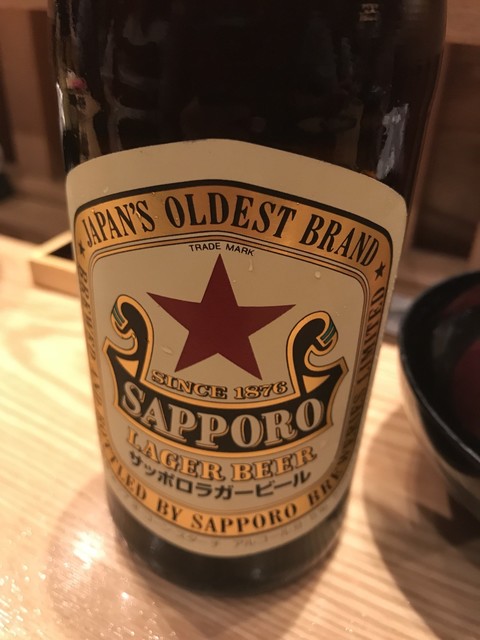 JAPAN'S OLDEST BRAND
TRADE MARK
SINCE 1876
SAPPORO
LAGER BEER
サッポロラガービール
BOTTLED BY SAPPORO